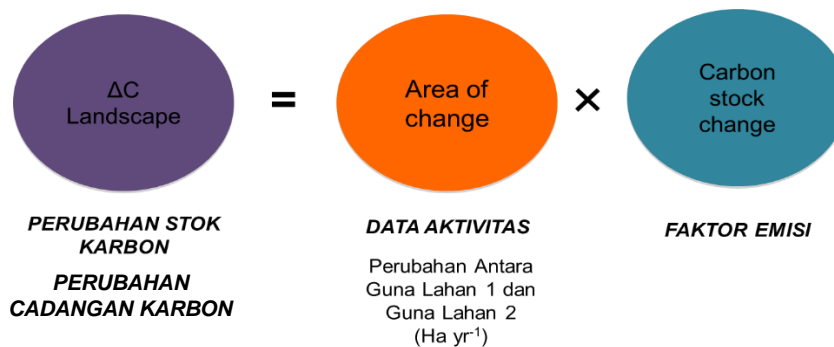 ΔC
Landscape
=
Area of
change
×
Carbon
stock
change
PERUBAHAN STOK
KARBON
PERUBAHAN
CADANGAN KARBON
DATA AKTIVITAS
Perubahan Antara
Guna Lahan 1 dan
Guna Lahan 2
(Ha yr⁻¹)
FAKTOR EMISI